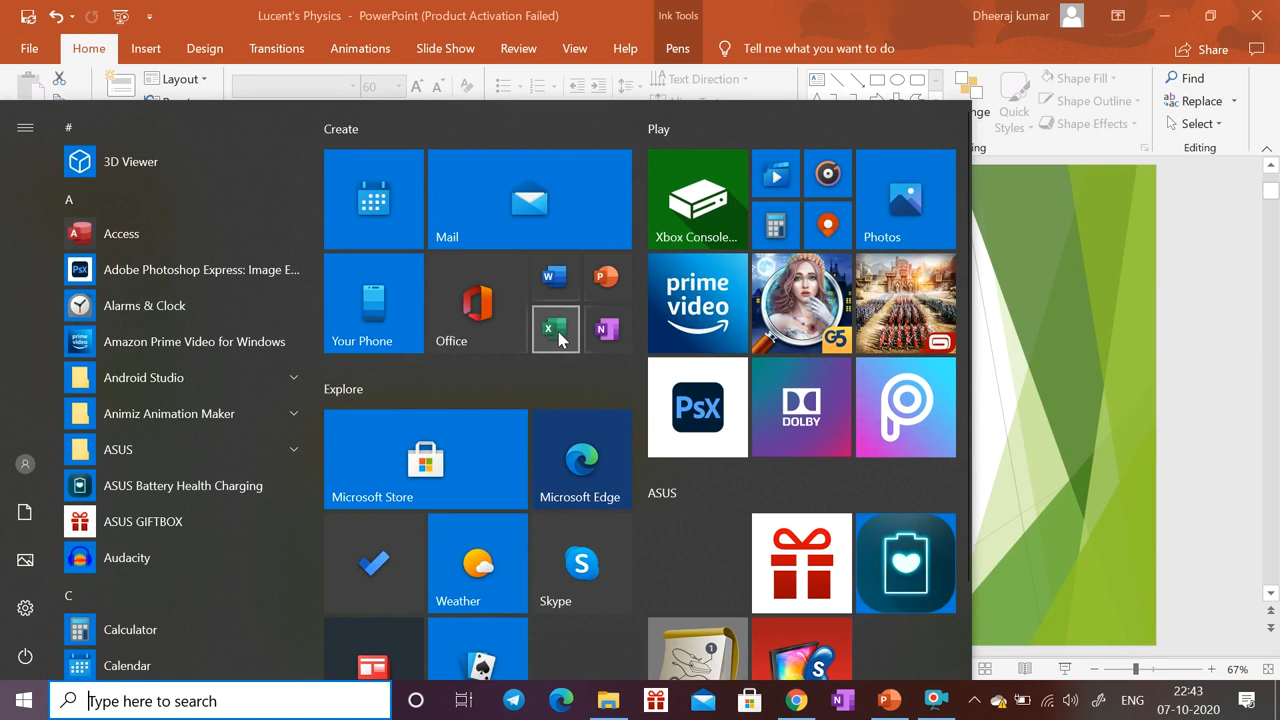 Lucent's Physics - PowerPoint (Product Activation Failed)
Ink Tools
Dheeraj kumar
File
Home
Insert
Design
Transitions
Animations
Slide Show
Review
View
Help
Pens
Tell me what you want to do
Share
Layout
60
Text Direction
Quick
Styles
Shape Fill
Shape Outline
Shape Effects
Find
Replace
Select
Editing
#
3D Viewer
A
Access
Adobe Photoshop Express: Image E...
Alarms & Clock
Amazon Prime Video for Windows
Android Studio
Animiz Animation Maker
ASUS
ASUS Battery Health Charging
ASUS GIFTBOX
Audacity
C
Calculator
Calendar
Create
Mail
Your Phone
Office
Explore
Microsoft Store
Microsoft Edge
Weather
Skype
Play
Xbox Console...
Photos
prime
video
G5
PsX
DOLBY
ASUS
1
Type here to search
67%
ENG
22:43
07-10-2020